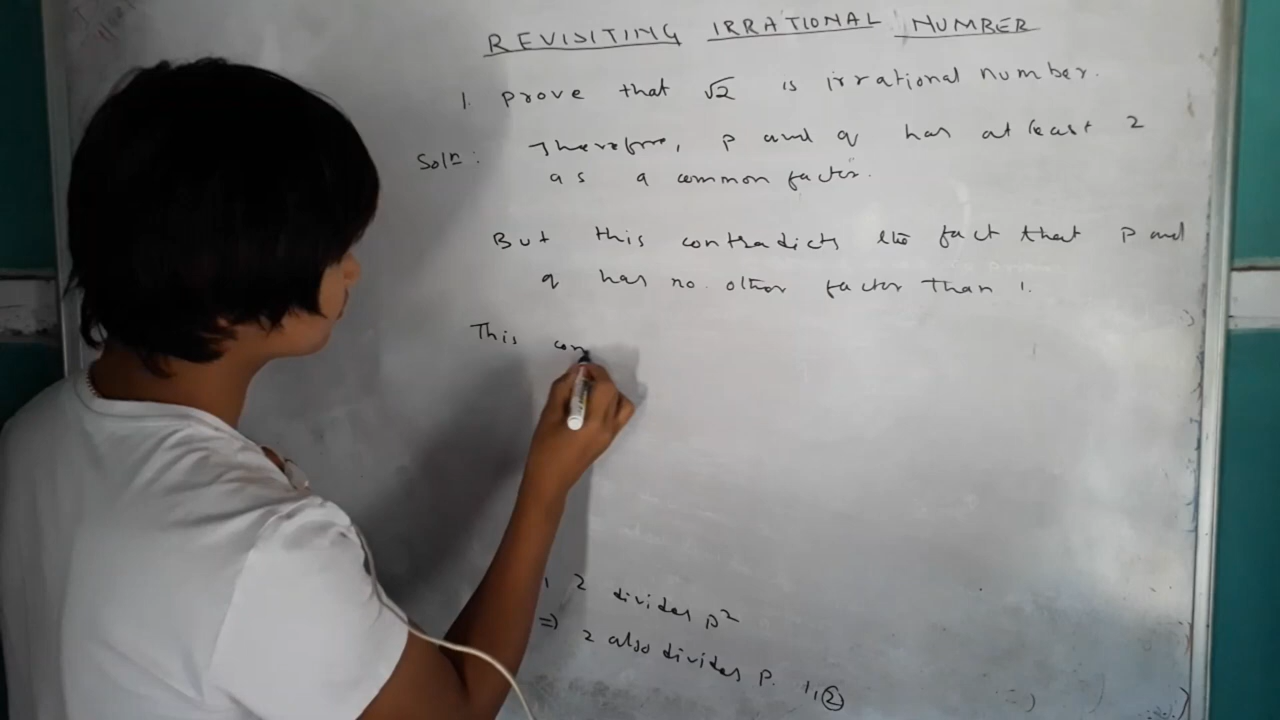 REVISITING IRRATIONAL NUMBER
1. Prove that √2 is irrational number.
Solⁿ: Therefore, p and q has at least 2
as a common factor.
But this contradicts the fact that p and
q has no other factor than 1.
This con
2 divides p²
=> 2 also divides p.